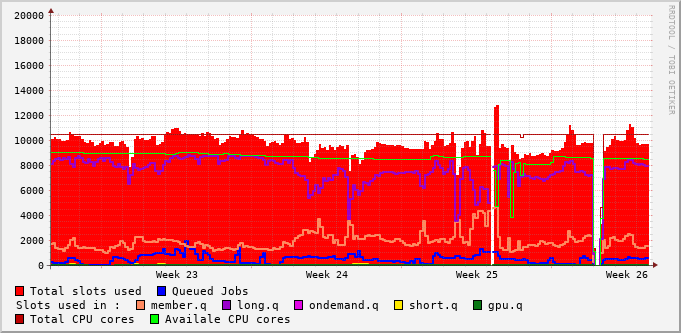 RRDTOOL / TOBI OETIKER
20000
18000
16000
14000
12000
10000
8000
6000
4000
2000
0
Week 23 Week 24 Week 25 Week 26
Total slots used Queued Jobs
Slots used in : member.q long.q ondemand.q short.q gpu.q
Total CPU cores Availale CPU cores